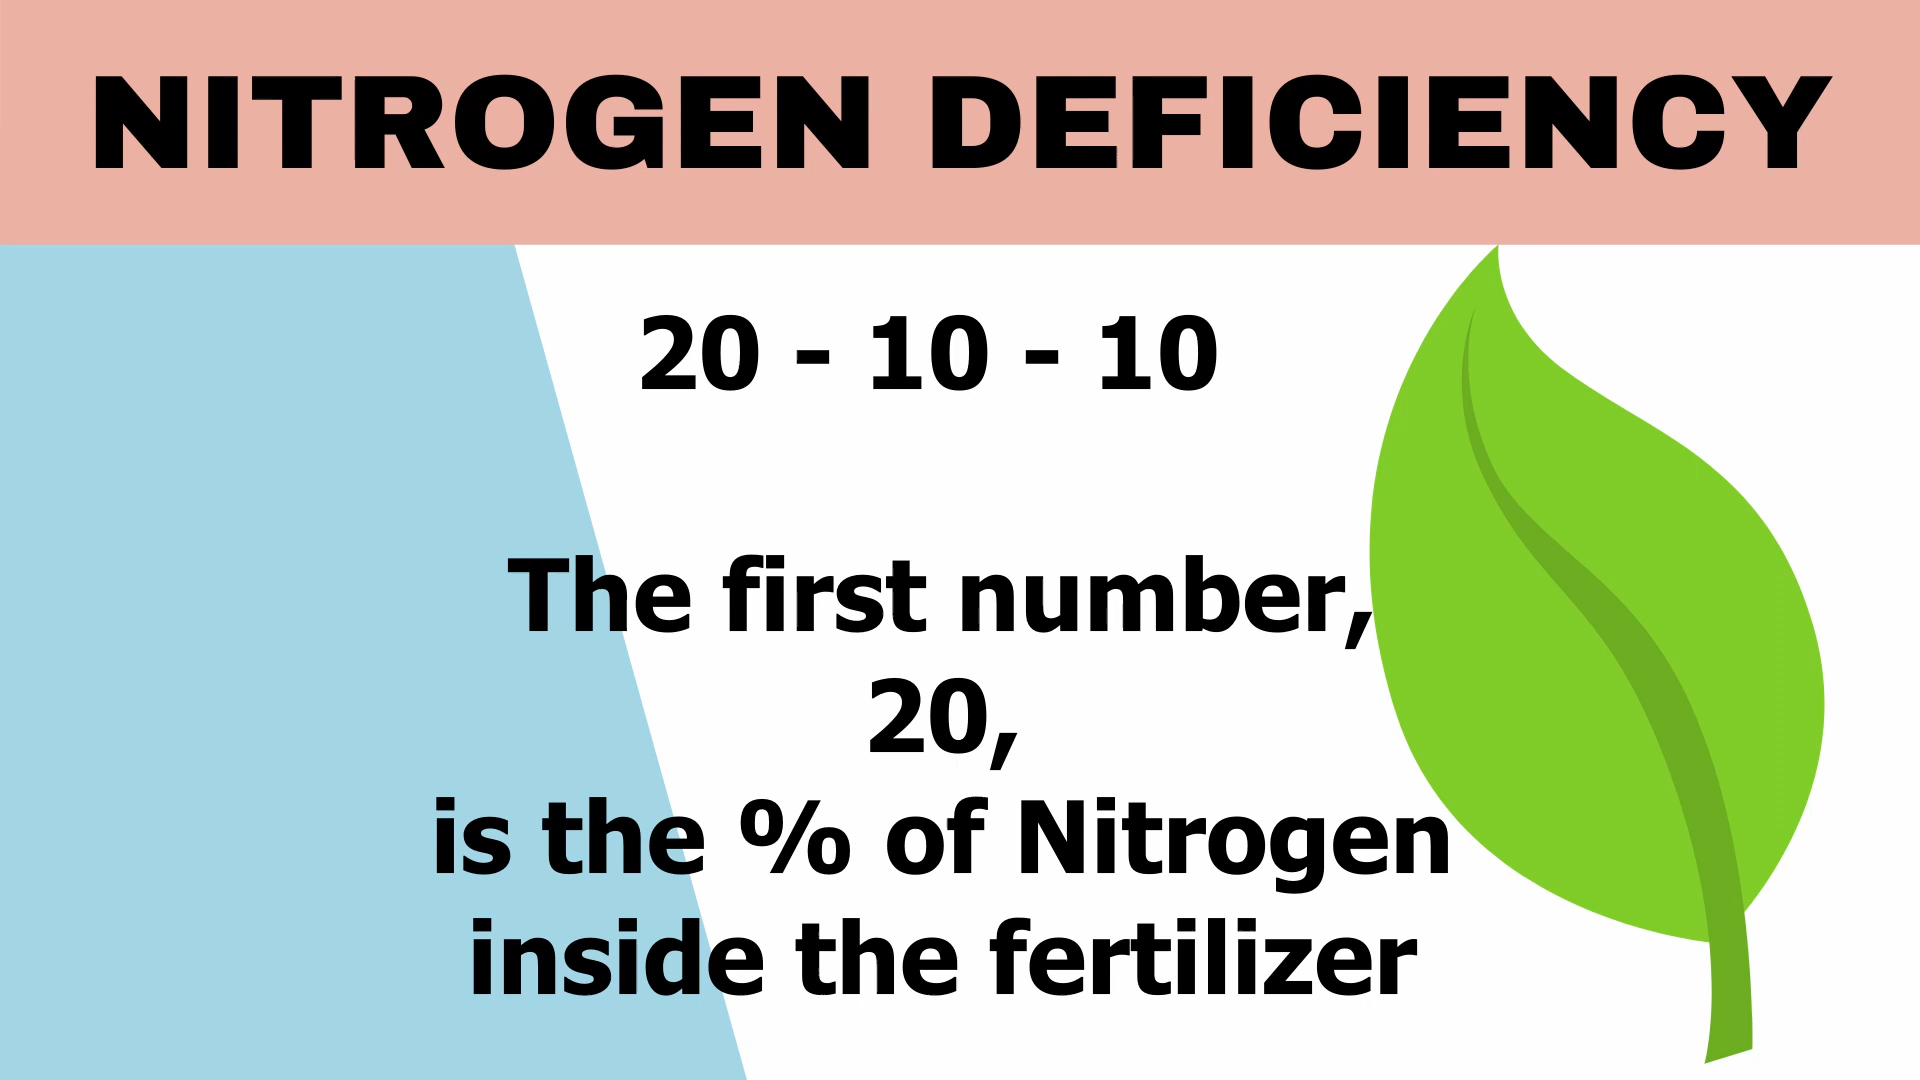 NITROGEN DEFICIENCY
20 - 10 - 10
The first number,
20,
is the % of Nitrogen
inside the fertilizer